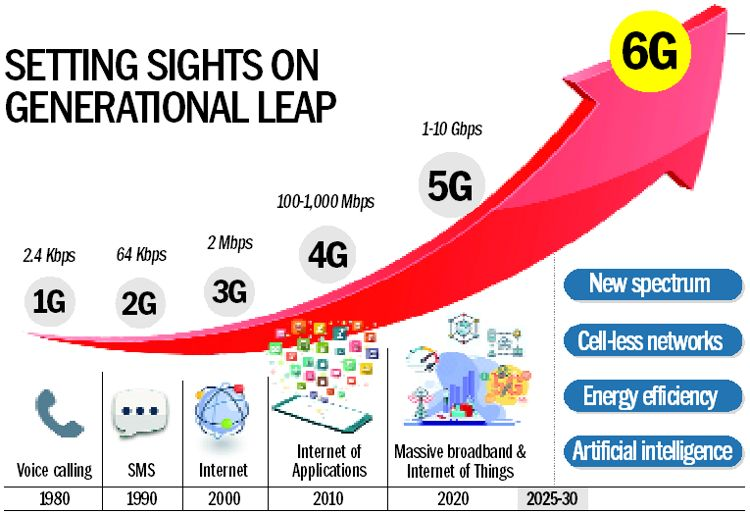 SETTING SIGHTS ON
GENERATIONAL LEAP
6G
1-10 Gbps
5G
100-1,000 Mbps
4G
2 Mbps
3G
64 Kbps
2G
2.4 Kbps
1G
New spectrum
Cell-less networks
Energy efficiency
Artificial intelligence
Voice calling
SMS
Internet
Internet of
Applications
Massive broadband &
Internet of Things
1980
1990
2000
2010
2020
2025-30